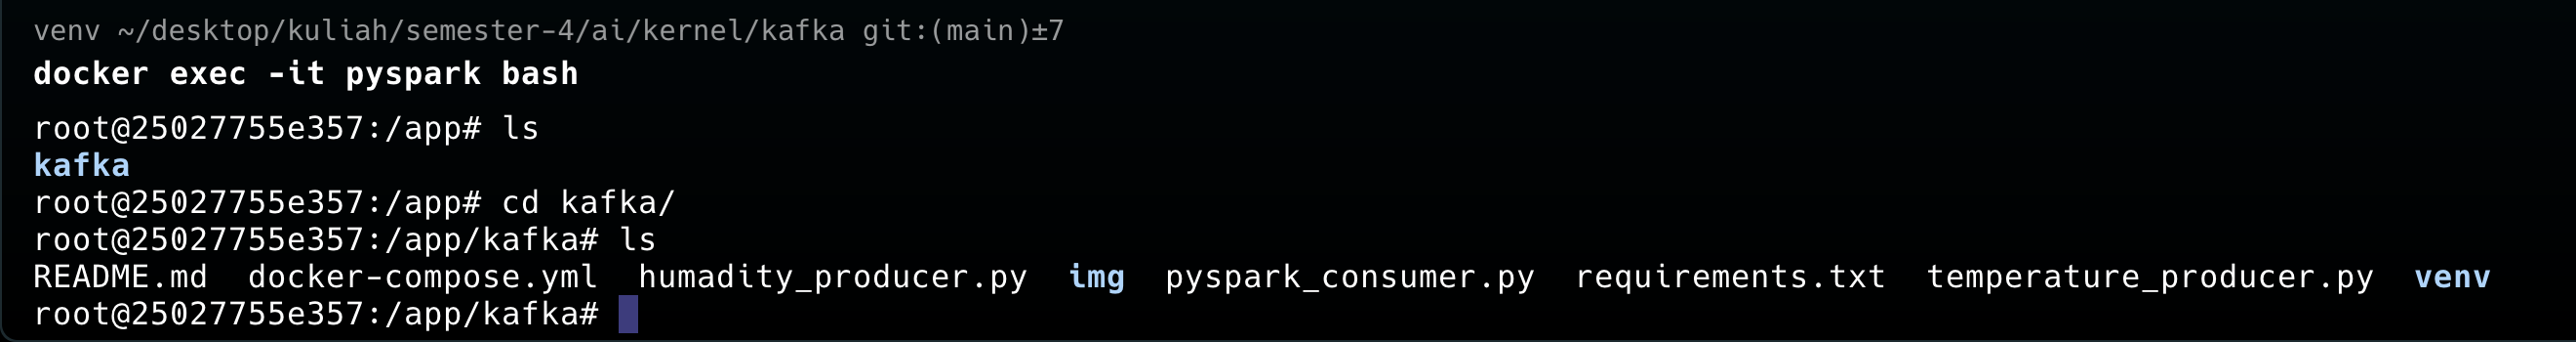 venv ~/desktop/kuliah/semester-4/ai/kernel/kafka git:(main)±7
docker exec -it pyspark bash
root@25027755e357:/app# ls
kafka
root@25027755e357:/app# cd kafka/
root@25027755e357:/app/kafka# ls
README.md  docker-compose.yml  humadity_producer.py  img  pyspark_consumer.py  requirements.txt  temperature_producer.py  venv
root@25027755e357:/app/kafka#